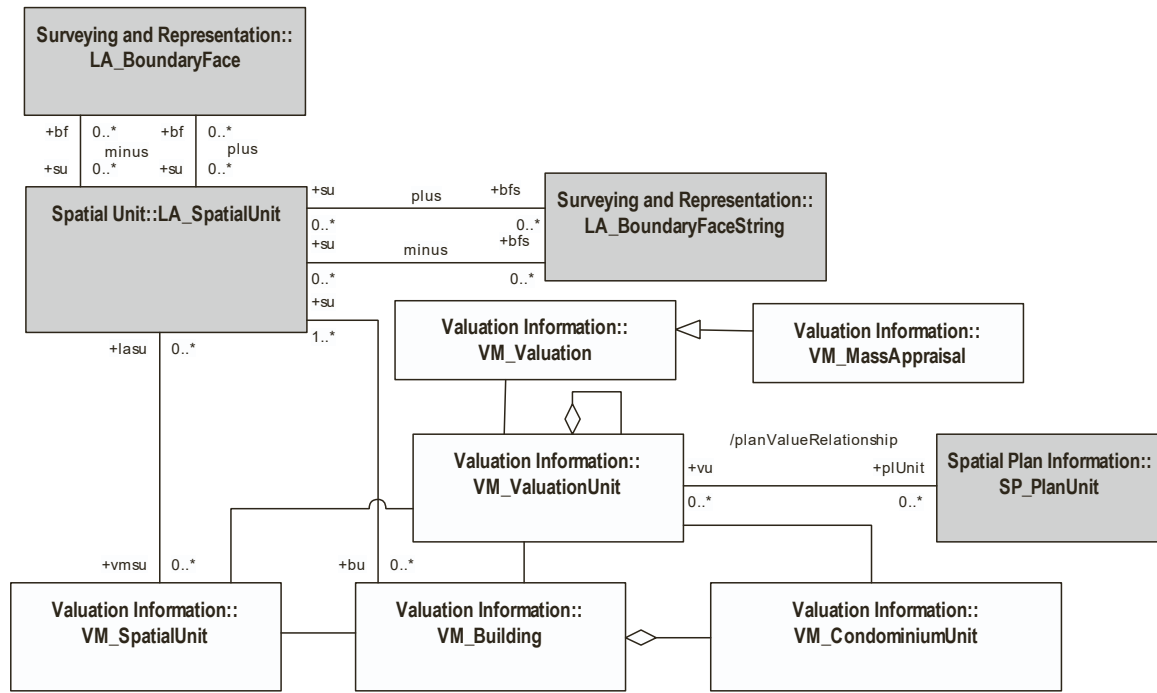 Surveying and Representation::
LA_BoundaryFace
+bf 0..* +bf 0..*
minus plus
+su 0..* +su 0..*
Spatial Unit::LA_SpatialUnit
+su plus +bfs
0..* 0..*
+su minus +bfs
0..* 0..*
+su
1..*
Surveying and Representation::
LA_BoundaryFaceString
Valuation Information::
VM_Valuation
Valuation Information::
VM_MassAppraisal
+lasu 0..*
Valuation Information::
VM_ValuationUnit
/planValueRelationship
+vu +plUnit
0..* 0..*
Spatial Plan Information::
SP_PlanUnit
+vmsu 0..* +bu 0..*
Valuation Information::
VM_SpatialUnit
Valuation Information::
VM_Building
Valuation Information::
VM_CondominiumUnit